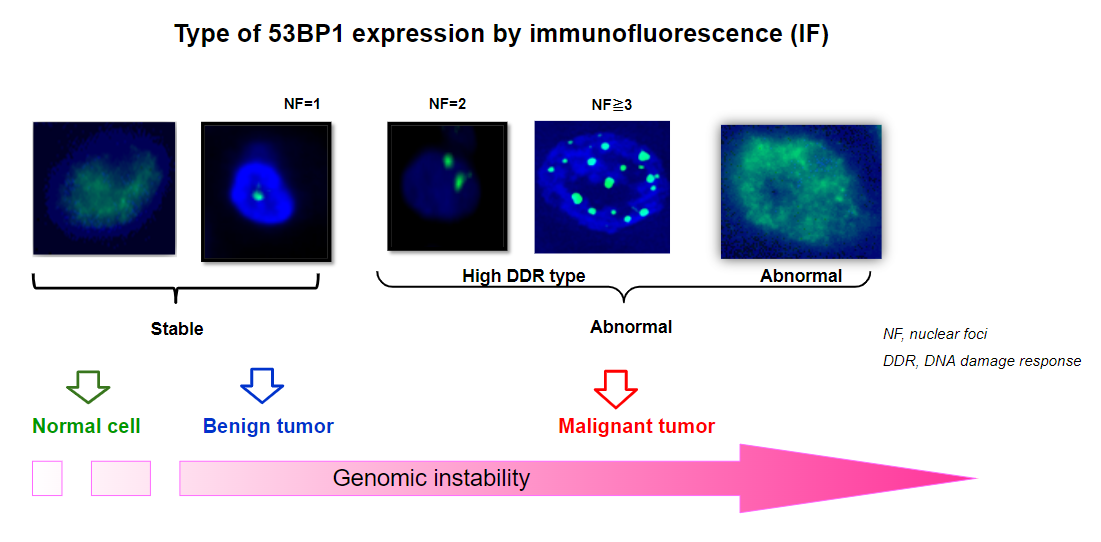 Type of 53BP1 expression by immunofluorescence (IF)
NF=1
NF=2
NF≧3
High DDR type
Abnormal
Stable
Abnormal
NF, nuclear foci
DDR, DNA damage response
Normal cell
Benign tumor
Malignant tumor
Genomic instability